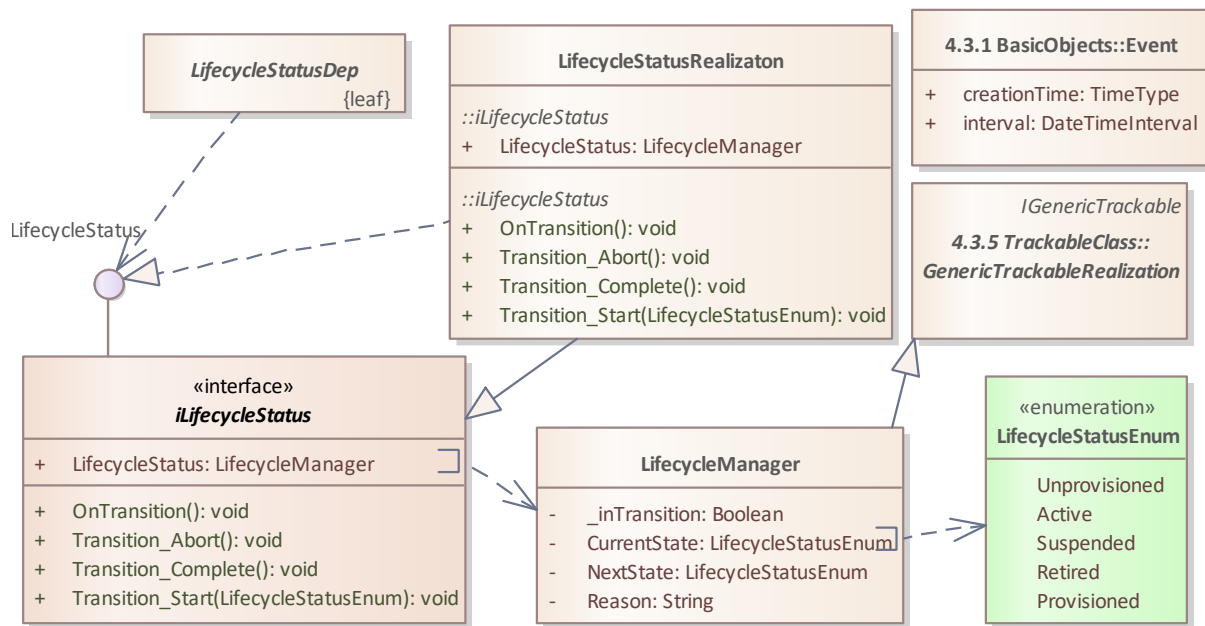 LifecycleStatusDep
{leaf}
LifecycleStatus
LifecycleStatusRealizaton
::iLifecycleStatus
+ LifecycleStatus: LifecycleManager
::iLifecycleStatus
+ OnTransition(): void
+ Transition_Abort(): void
+ Transition_Complete(): void
+ Transition_Start(LifecycleStatusEnum): void
4.3.1 BasicObjects::Event
+ creationTime: TimeType
+ interval: DateTimeInterval
IGenericTrackable
4.3.5 TrackableClass::
GenericTrackableRealization
«interface»
iLifecycleStatus
+ LifecycleStatus: LifecycleManager
+ OnTransition(): void
+ Transition_Abort(): void
+ Transition_Complete(): void
+ Transition_Start(LifecycleStatusEnum): void
LifecycleManager
- _inTransition: Boolean
- CurrentState: LifecycleStatusEnum
- NextState: LifecycleStatusEnum
- Reason: String
«enumeration»
LifecycleStatusEnum
Unprovisioned
Active
Suspended
Retired
Provisioned